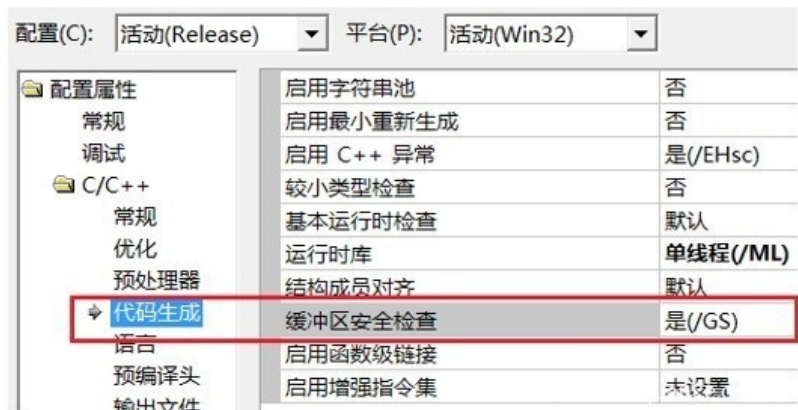 配置(C): 活动(Release) 平台(P): 活动(Win32)
配置属性
常规
调试
C/C++
常规
优化
预处理器
代码生成
语言
预编译头
输出文件
启用字符串池 否
启用最小重新生成 否
启用 C++ 异常 是(/EHsc)
较小类型检查 否
基本运行时检查 默认
运行时库 单线程(/ML)
结构成员对齐 默认
缓冲区安全检查 是(/GS)
启用函数级链接 否
启用增强指令集 未设置